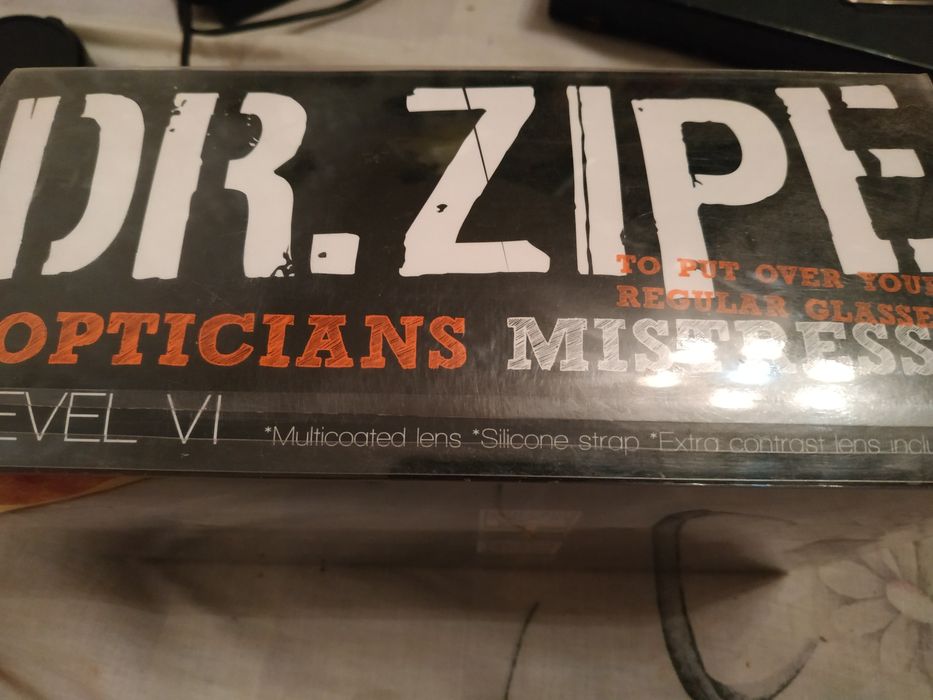 DR.ZIPE
TO PUT OVER YOUR
REGULAR GLASSE
OPTICIANS MISTRESS
EVEL VI *Multicoated lens *Silicone strap *Extra contrast lens inclu